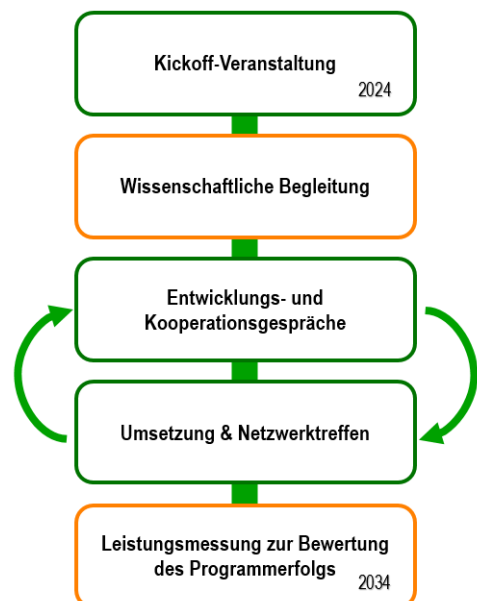 Kickoff-Veranstaltung
2024
Wissenschaftliche Begleitung
Entwicklungs- und
Kooperationsgespräche
Umsetzung & Netzwerktreffen
Leistungsmessung zur Bewertung
des Programmerfolgs
2034